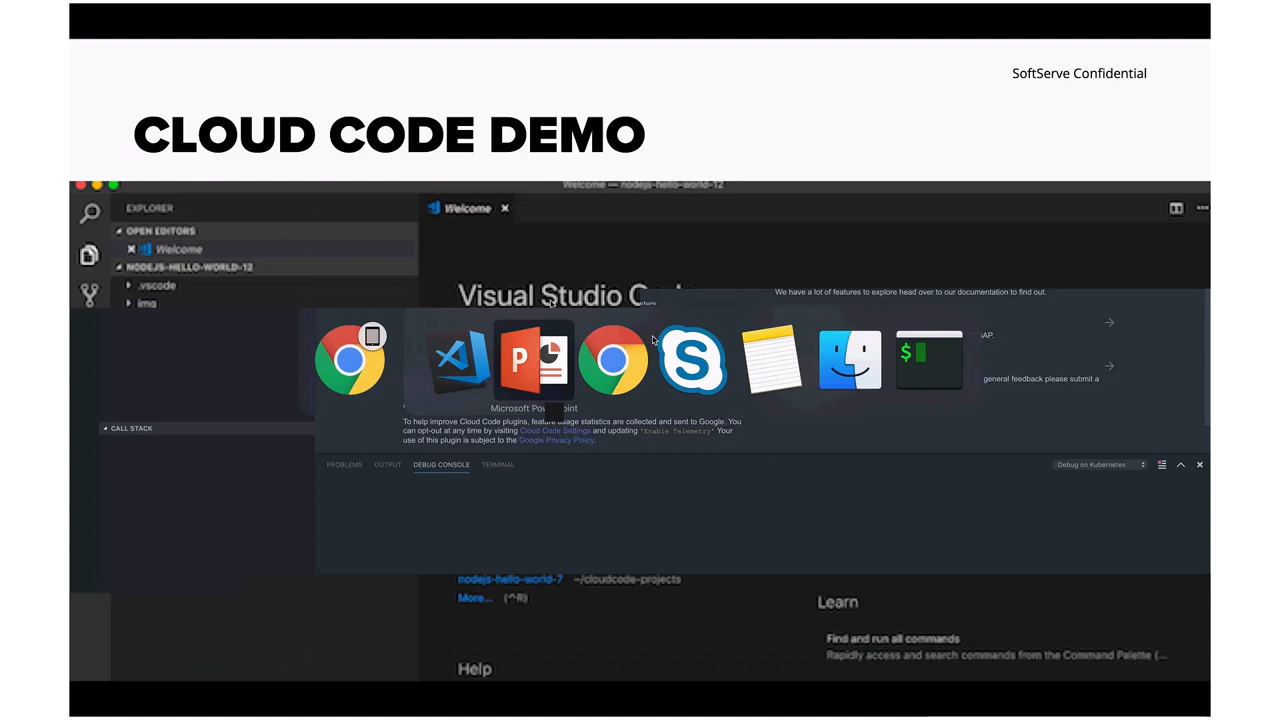 SoftServe Confidential
CLOUD CODE DEMO
Welcome — nodejs-hello-world-12
EXPLORER
Welcome
OPEN EDITORS
Welcome
NODEJS-HELLO-WORLD-12
.vscode
img
Visual Studio
We have a lot of features to explore head over to our documentation to find out.
general feedback please submit a
P
S
$
Microsoft PowerPoint
To help improve Cloud Code plugins, feature usage statistics are collected and sent to Google. You
can opt-out at any time by visiting Cloud Code Settings and updating "Enable Telemetry" Your
use of this plugin is subject to the Google Privacy Policy.
CALL STACK
PROBLEMS OUTPUT DEBUG CONSOLE TERMINAL
Debug on Kubernetes
nodejs-hello-world-7 ~/cloudcode-projects
More... (^R)
Learn
Find and run all commands
Rapidly access and search commands from the Command Palette (...
Help